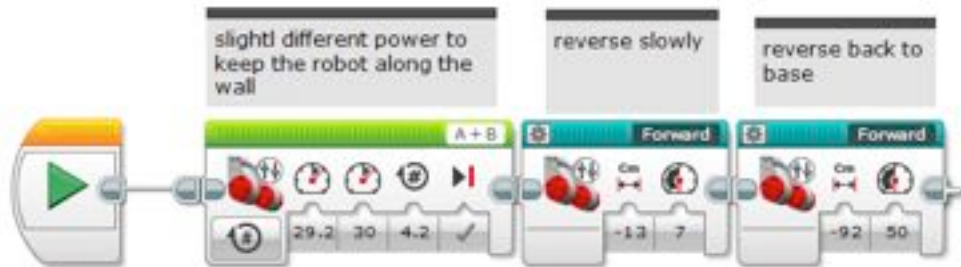 slightl different power to
keep the robot along the
wall
reverse slowly
reverse back to
base
A + B
#
29.2 30 4.2
#
Forward
Cm
-13 7
Forward
Cm
-92 50